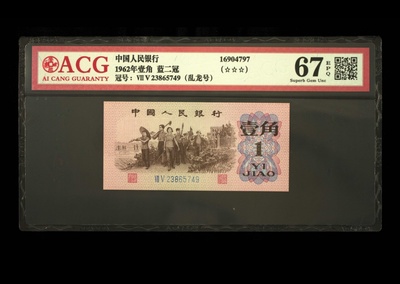 ACG
AI CANG GUARANTY
中国人民银行
1962年壹角 蓝二冠
冠号：VII V 23865749（乱龙号）
16904797
(☆☆☆)
67 EPQ
Superb Gem Unc
中国人民银行
壹角
1
YI
JIAO
VII V 23865749